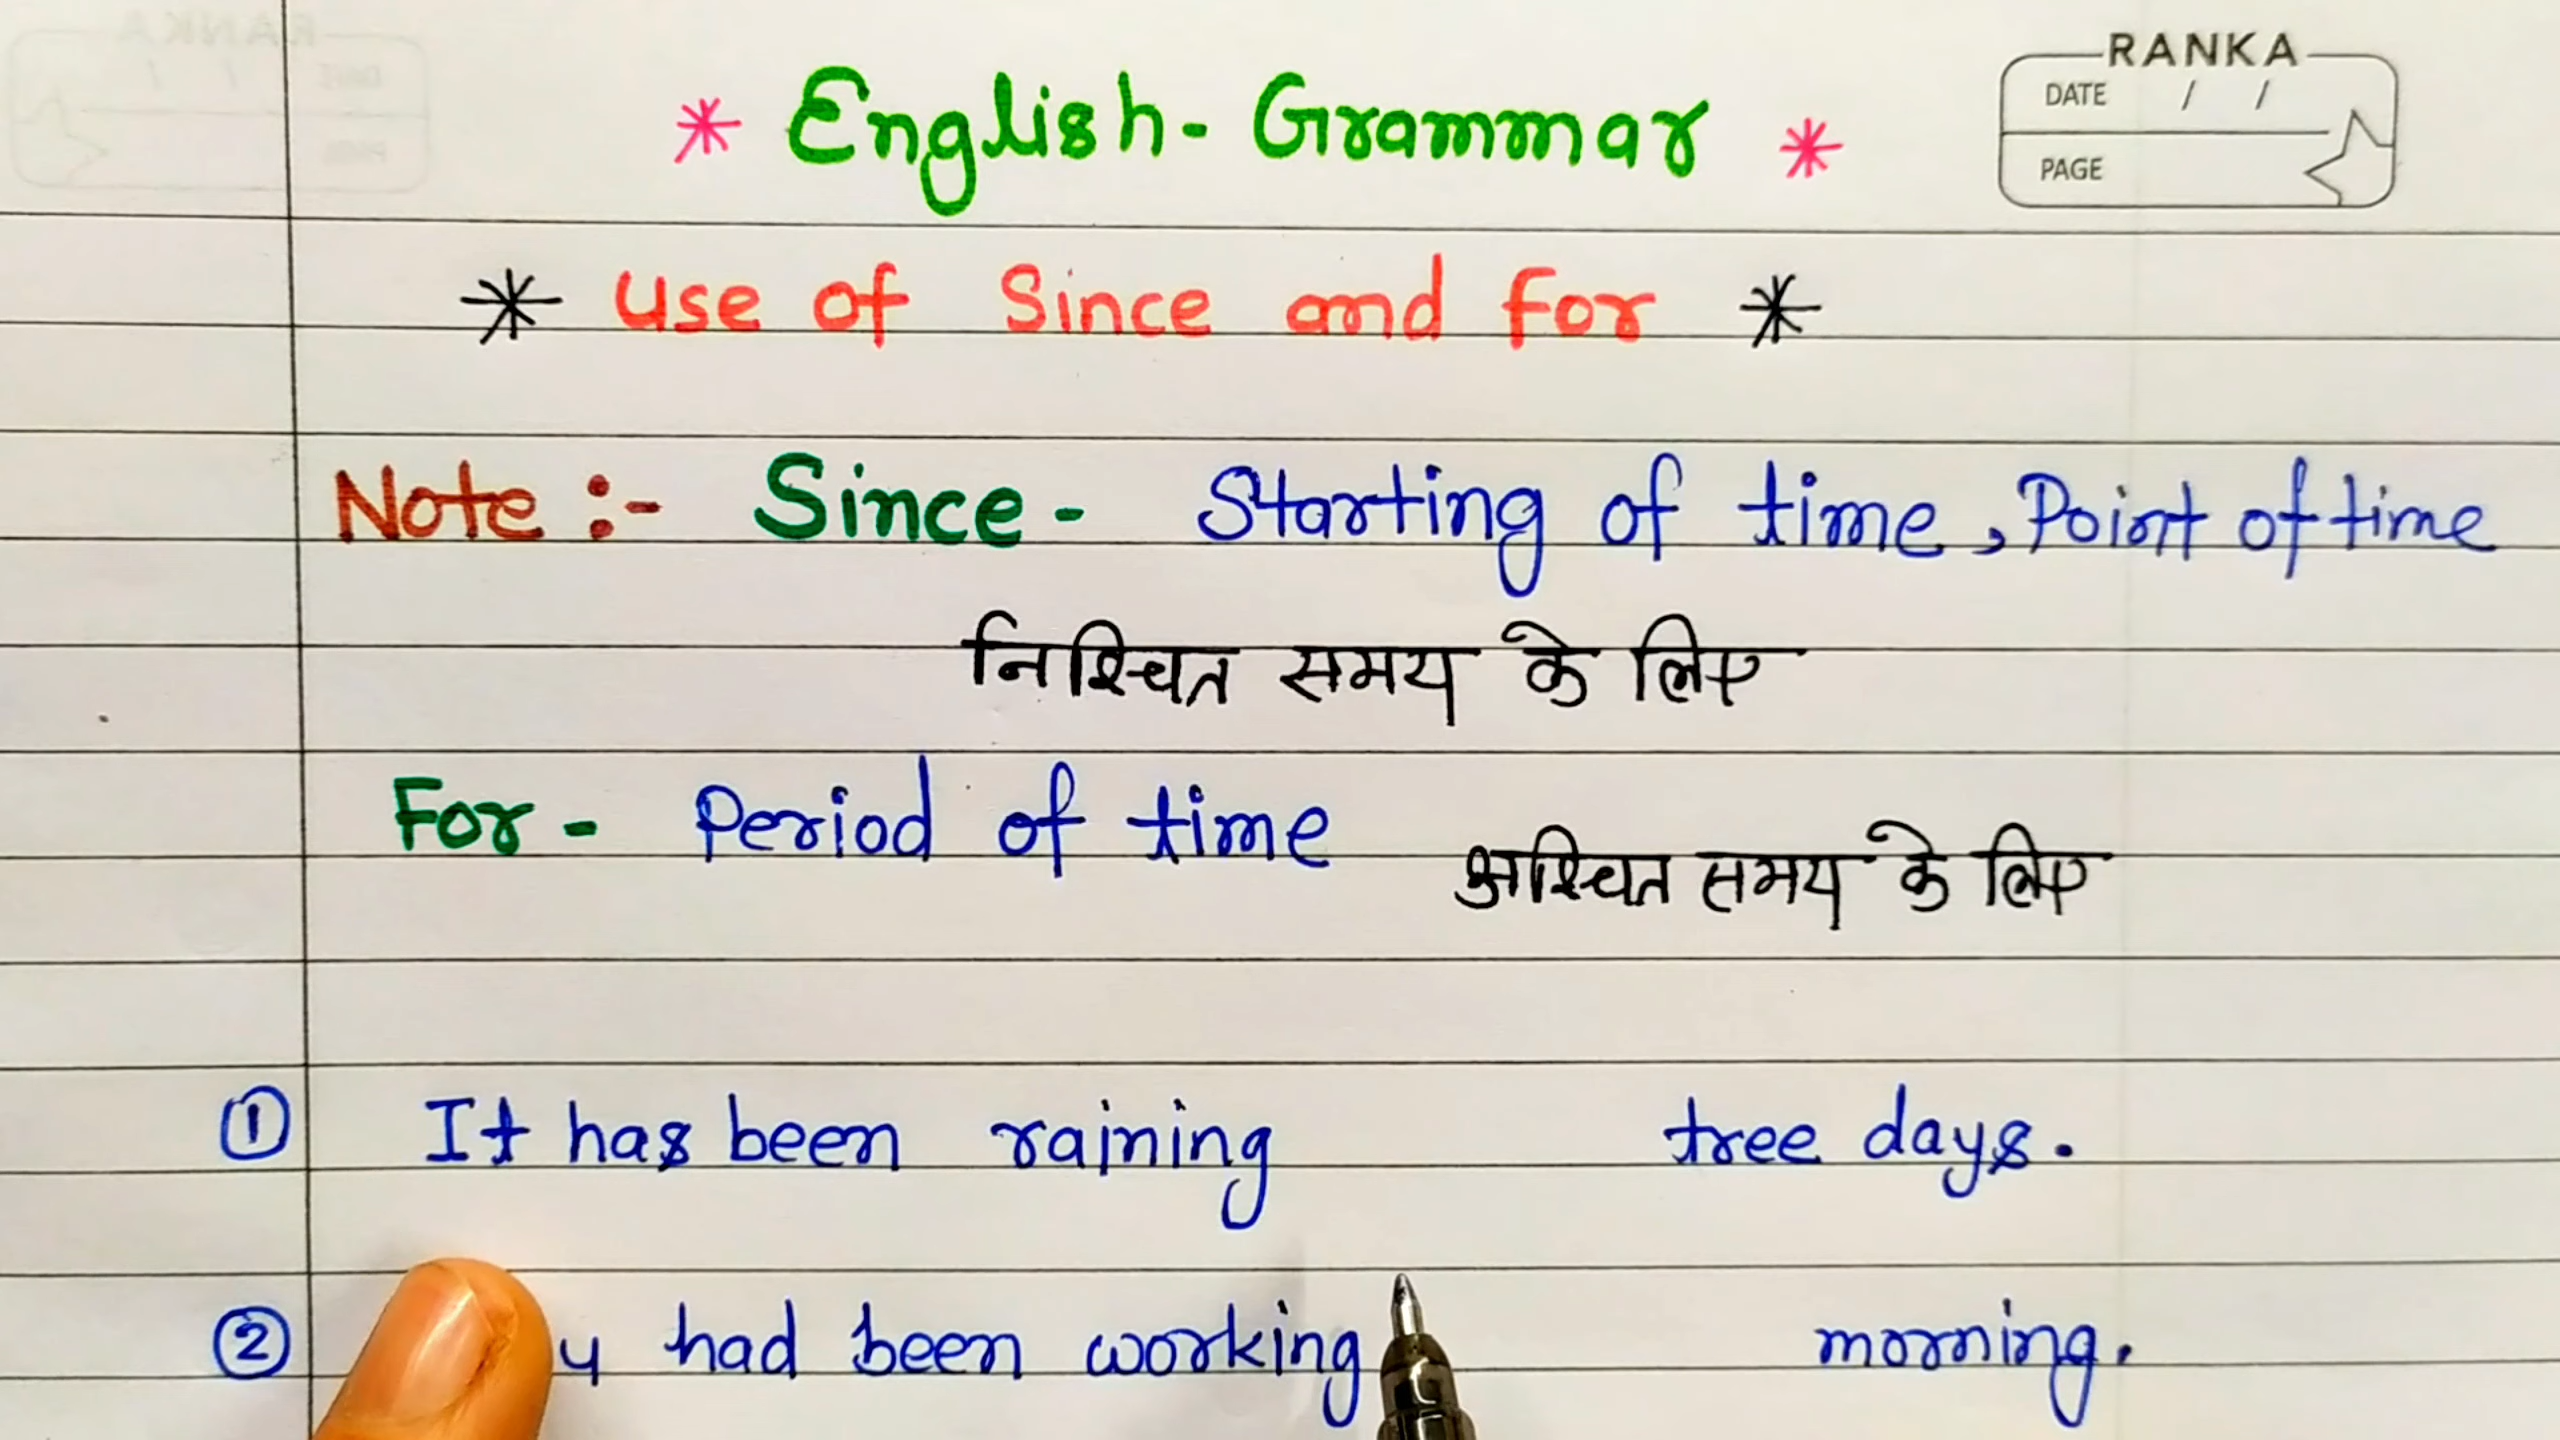 RANKA
DATE / /
PAGE
* English - Grammar *
* Use of Since and For *
Note :- Since - Starting of time, Point of time
निश्चित समय के लिए
For - Period of time अश्चित समय के लिए
① It has been raining tree days.
② had been working morning.